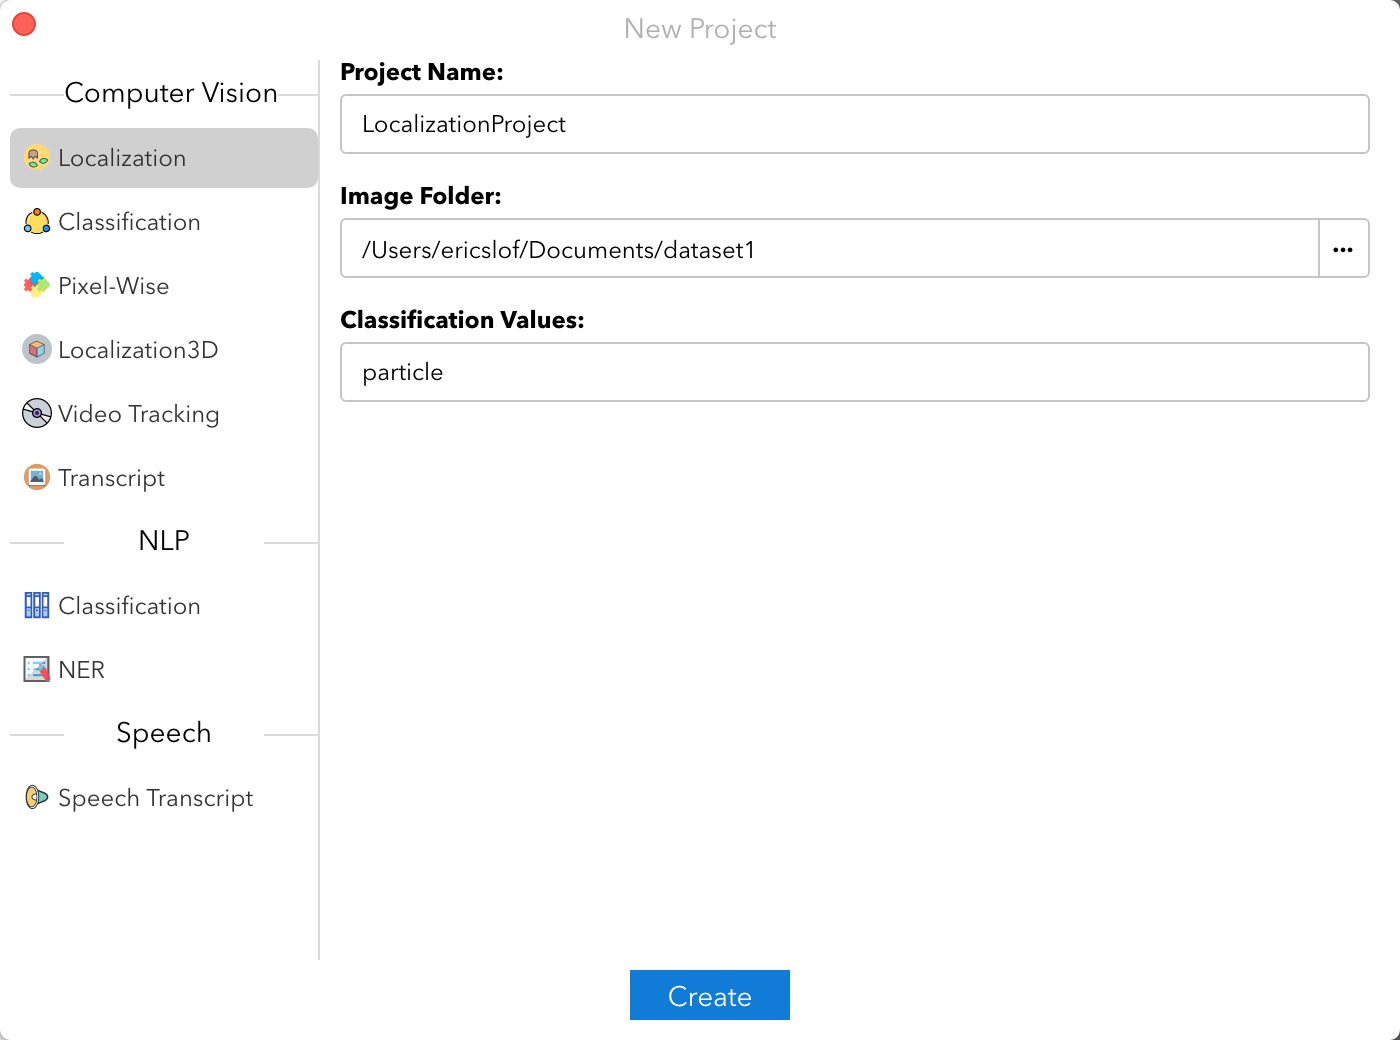 New Project
Computer Vision
Localization
Classification
Pixel-Wise
Localization3D
Video Tracking
Transcript
NLP
Classification
NER
Speech
Speech Transcript
Project Name:
LocalizationProject
Image Folder:
/Users/ericslof/Documents/dataset1
...
Classification Values:
particle
Create